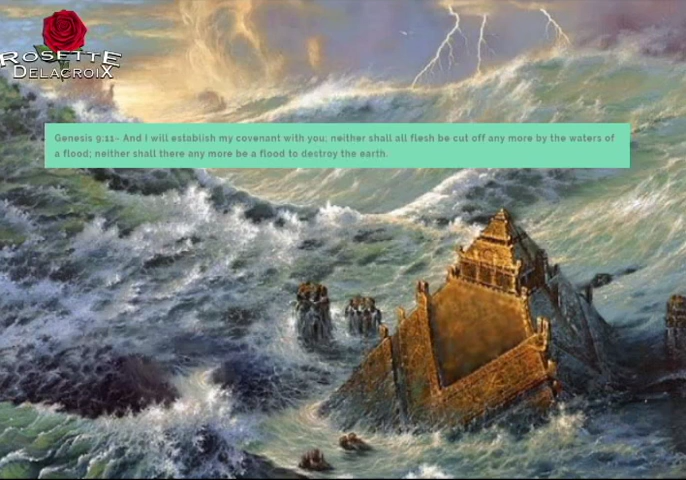 ROSETTE
DELACROIX
Genesis 9:11- And I will establish my covenant with you, neither shall all flesh be cut off any more by the waters of
a flood; neither shall there any more be a flood to destroy the earth.